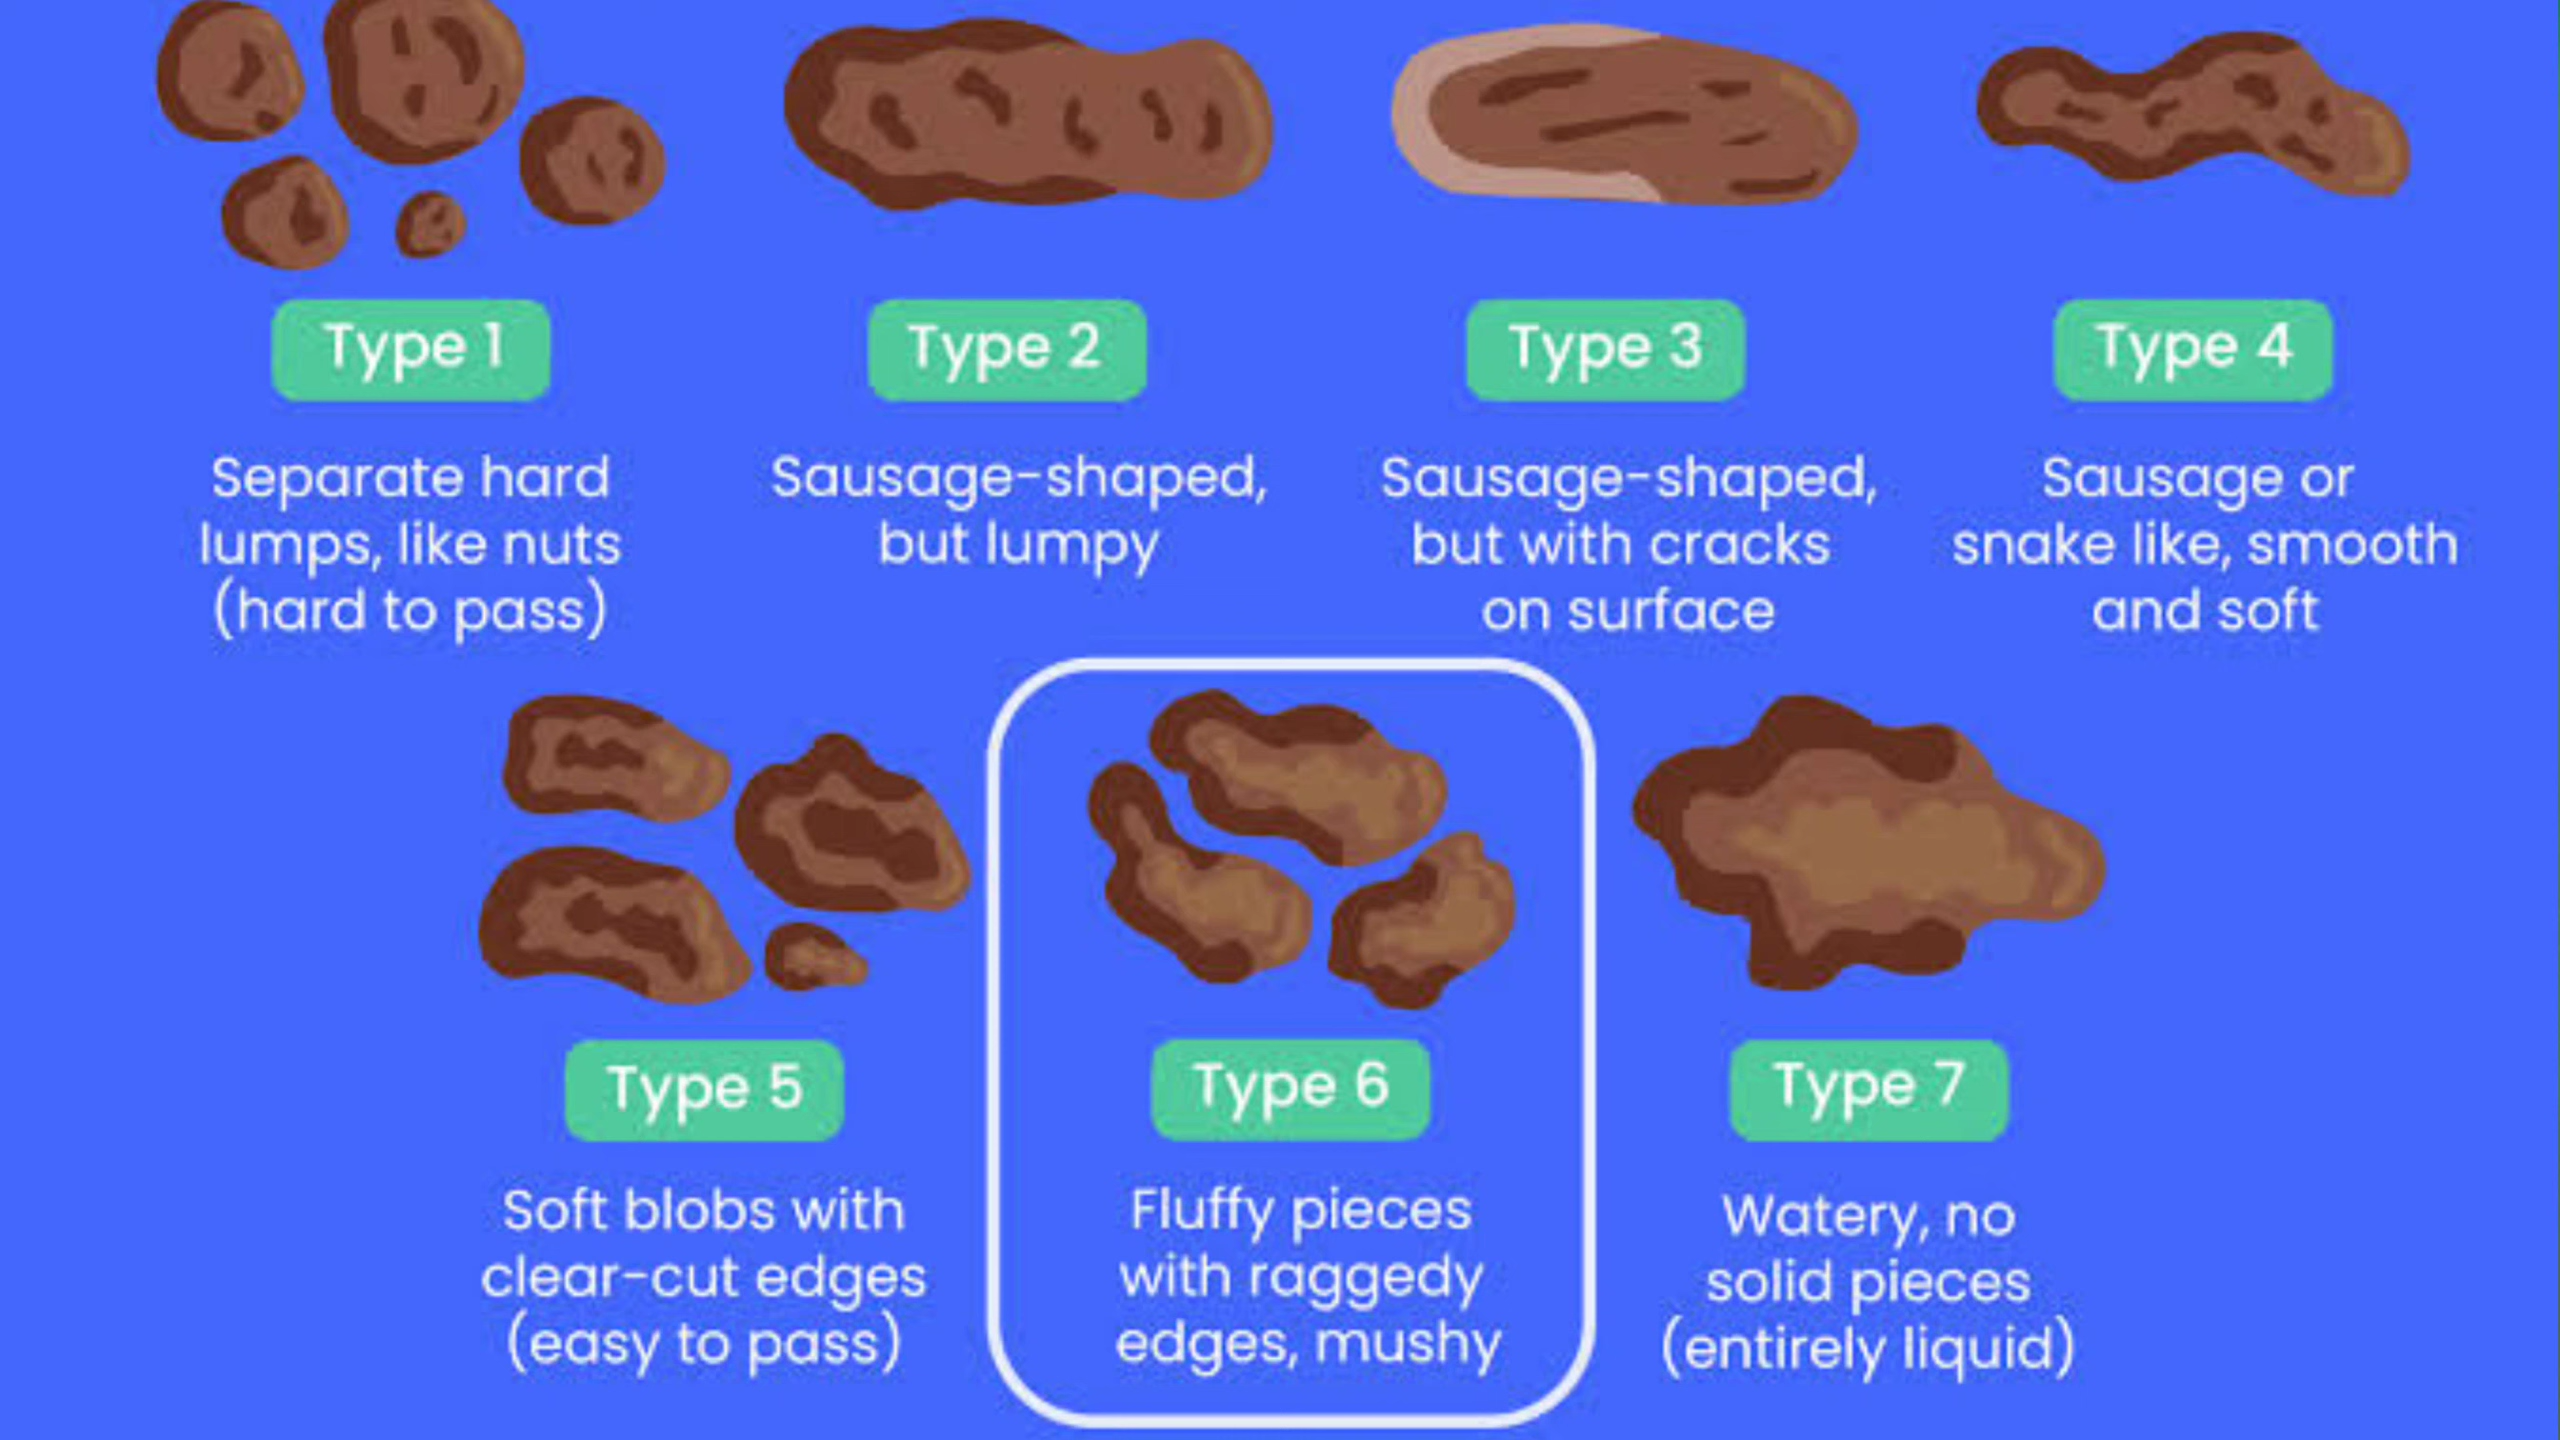 Type 1
Type 2
Type 3
Type 4
Separate hard
lumps, like nuts
(hard to pass)
Sausage-shaped,
but lumpy
Sausage-shaped,
but with cracks
on surface
Sausage or
snake like, smooth
and soft
Type 5
Type 6
Type 7
Soft blobs with
clear-cut edges
(easy to pass)
Fluffy pieces
with raggedy
edges, mushy
Watery, no
solid pieces
(entirely liquid)